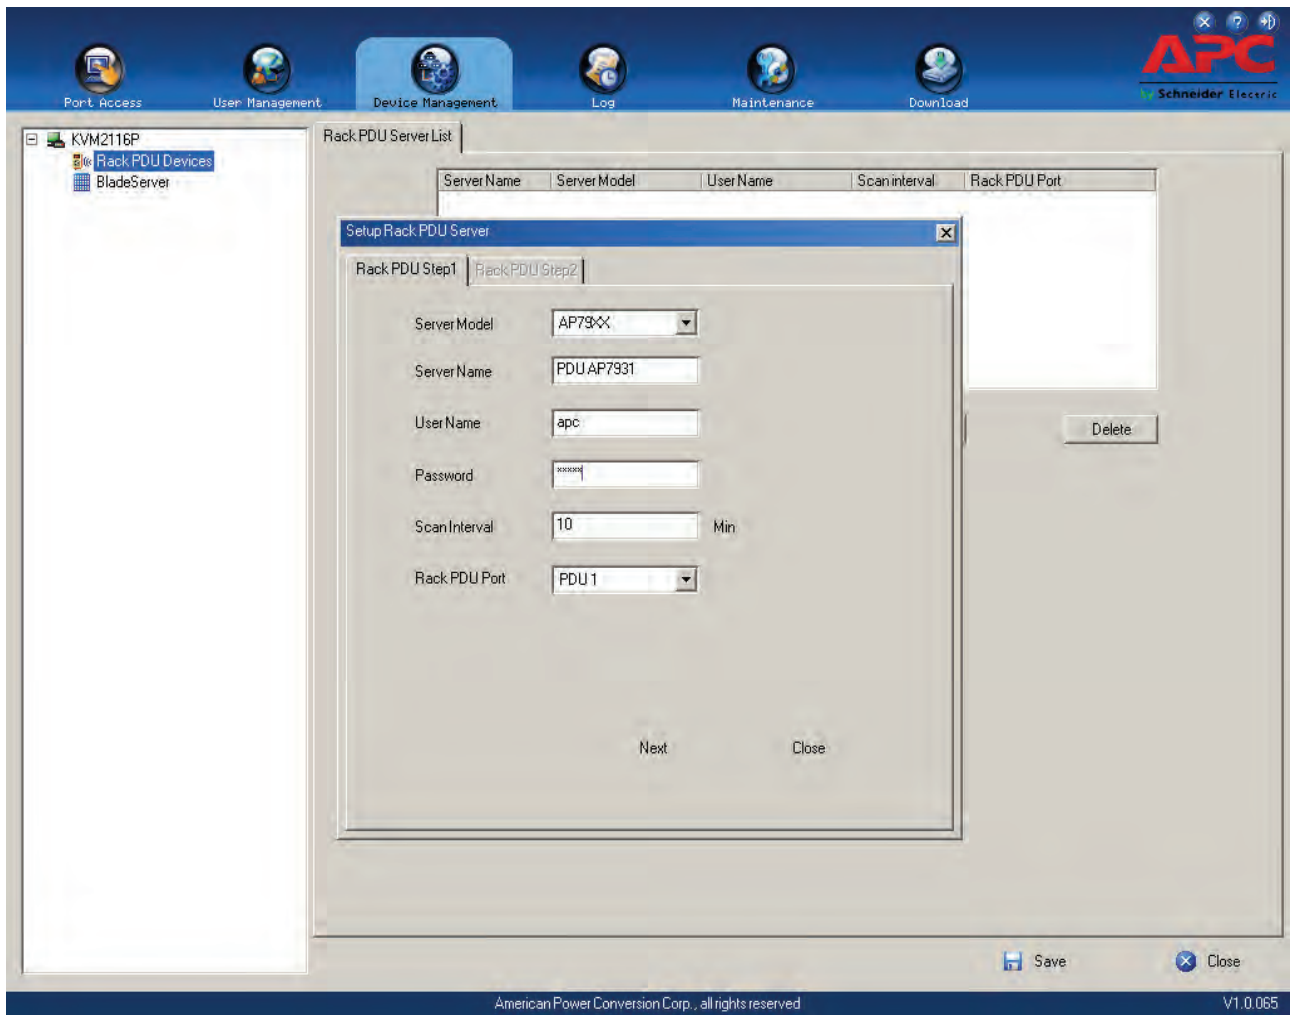 APC
Schneider Electric
Port Access
User Management
Device Management
Log
Maintenance
Download
KVM2116P
Rack PDU Devices
BladeServer
Rack PDU Server List
Server Name Server Model User Name Scan interval Rack PDU Port
Setup Rack PDU Server
Rack PDU Step1 Rack PDU Step2
Server Model AP79XX
Server Name PDU AP7931
User Name apc
Password *****
Scan Interval 10 Min
Rack PDU Port PDU 1
Next Close
Delete
Save Close
American Power Conversion Corp., all rights reserved V1.0.065